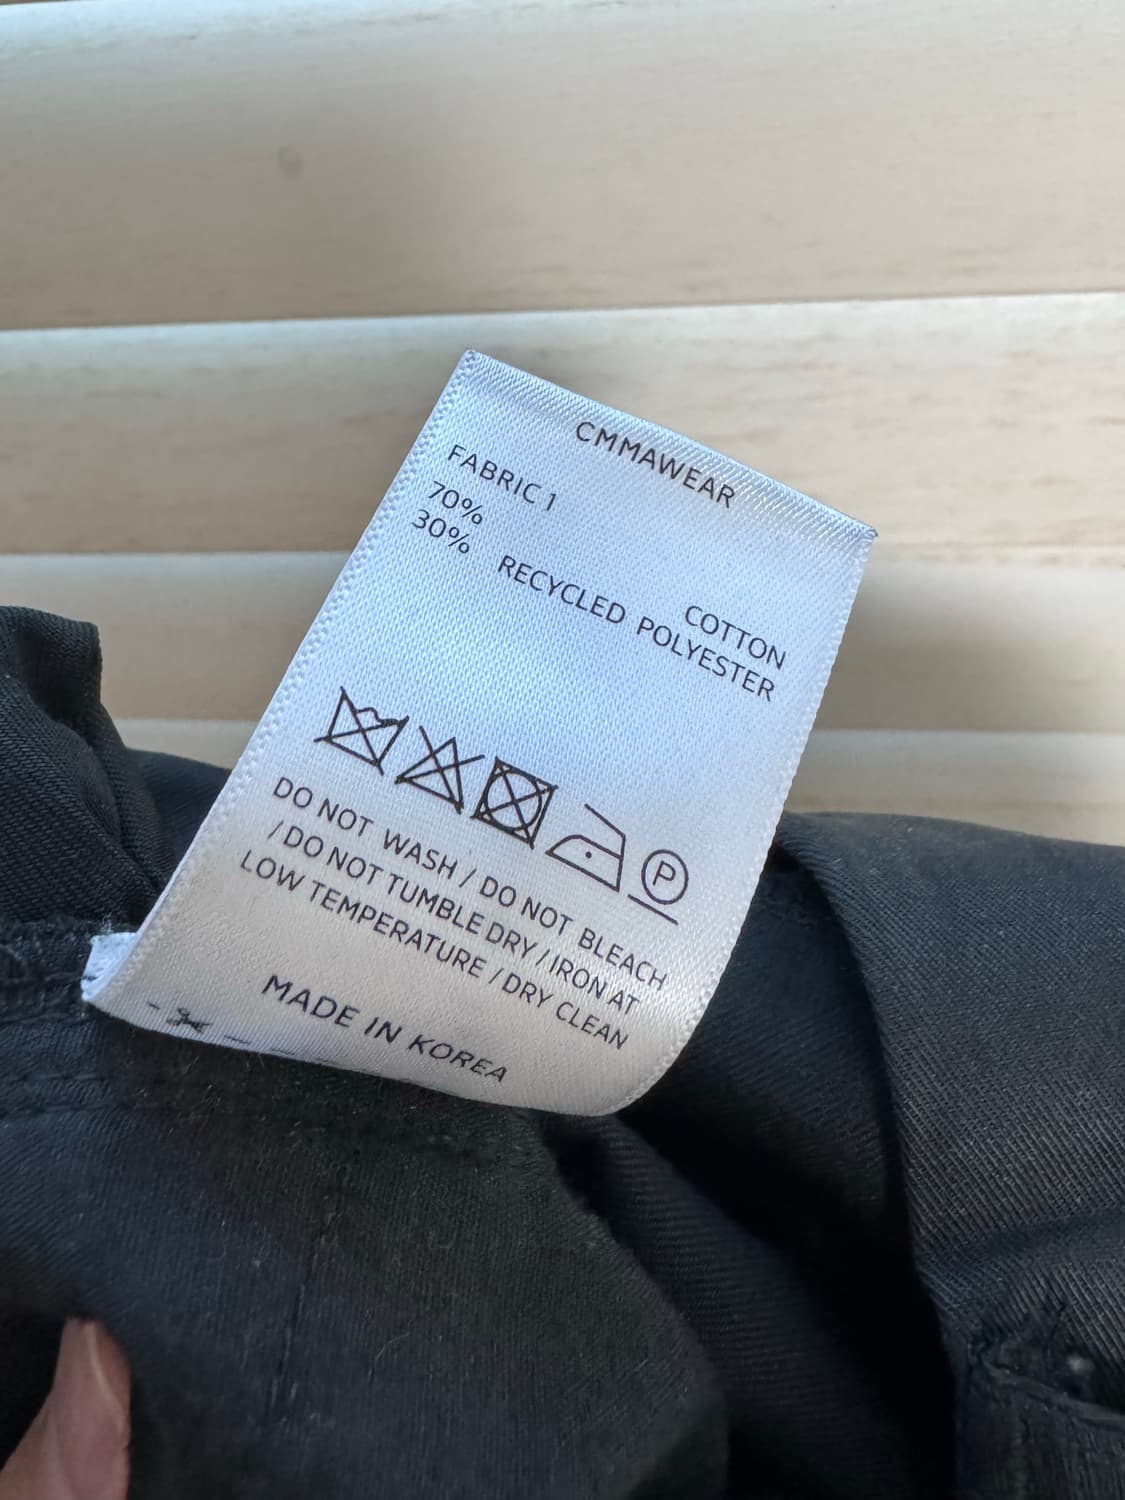 CMMAWEAR
FABRIC 1
70% COTTON
30% RECYCLED POLYESTER
P
DO NOT WASH / DO NOT BLEACH
/ DO NOT TUMBLE DRY / IRON AT
LOW TEMPERATURE / DRY CLEAN
MADE IN KOREA